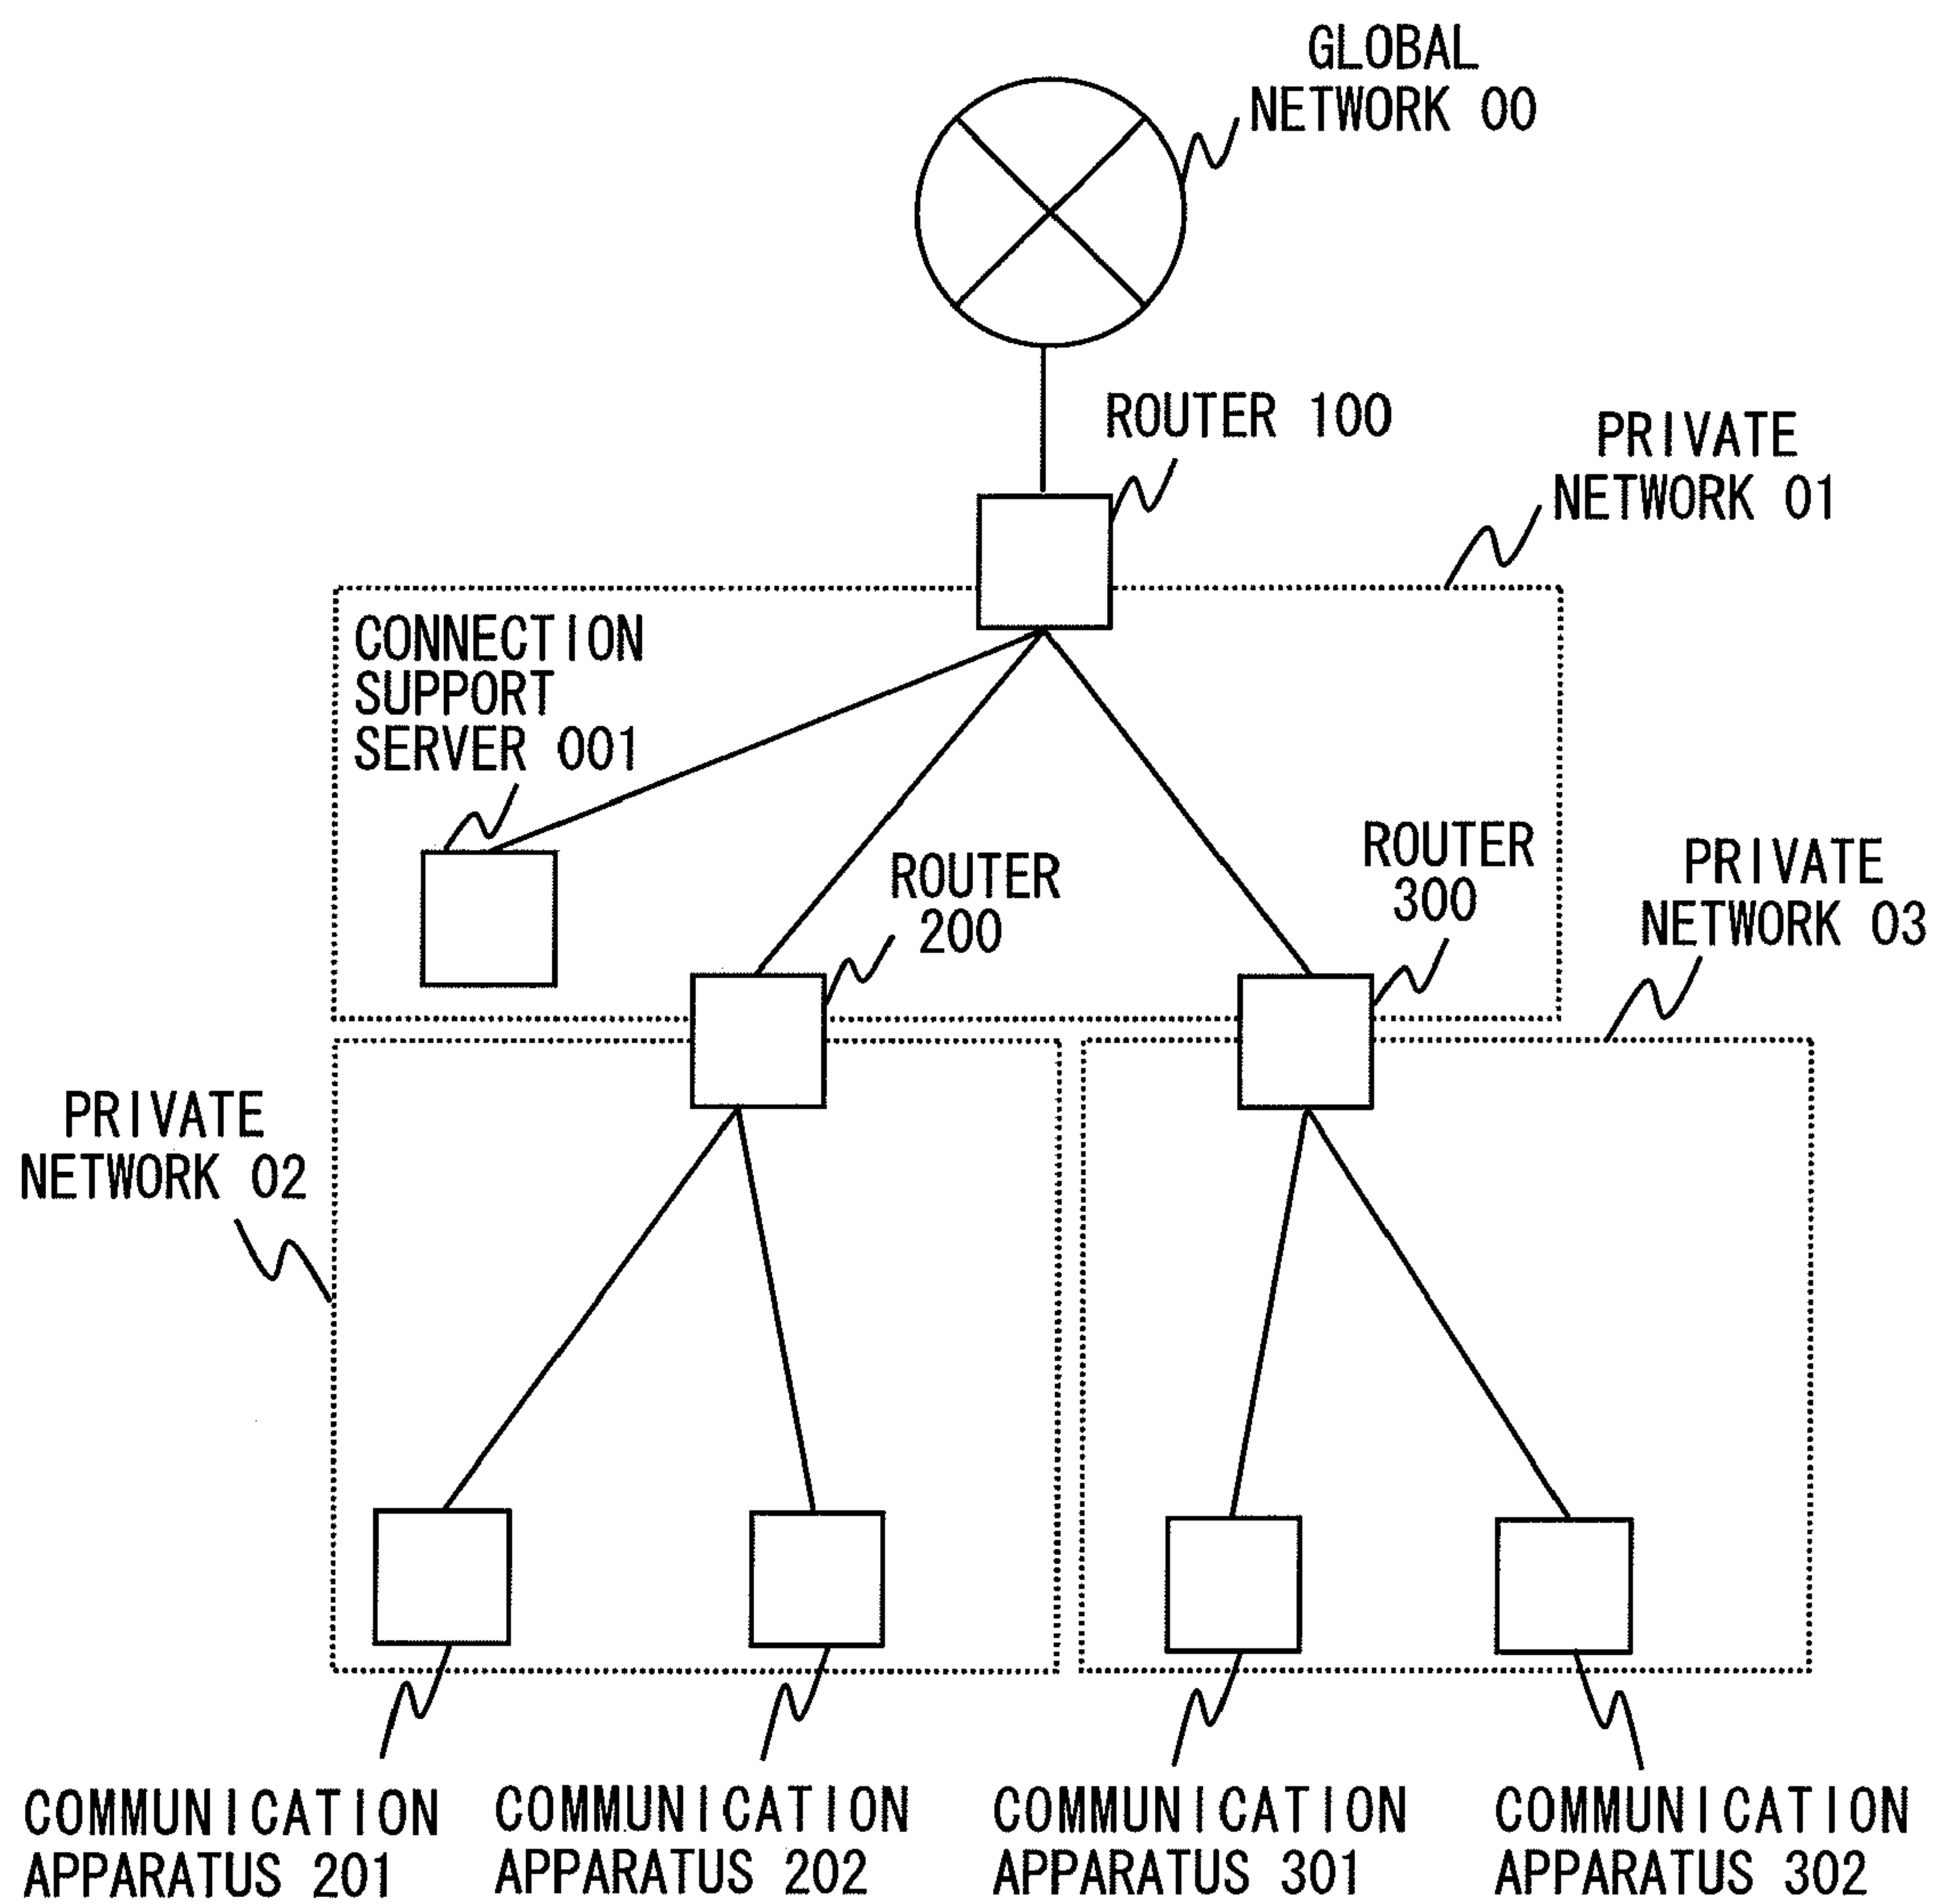 GLOBAL
NETWORK 00
ROUTER 100
PRIVATE
NETWORK 01
CONNECTION
SUPPORT
SERVER 001
ROUTER
200
ROUTER
300
PRIVATE
NETWORK 03
PRIVATE
NETWORK 02
COMMUNICATION
APPARATUS 201
COMMUNICATION
APPARATUS 202
COMMUNICATION
APPARATUS 301
COMMUNICATION
APPARATUS 302